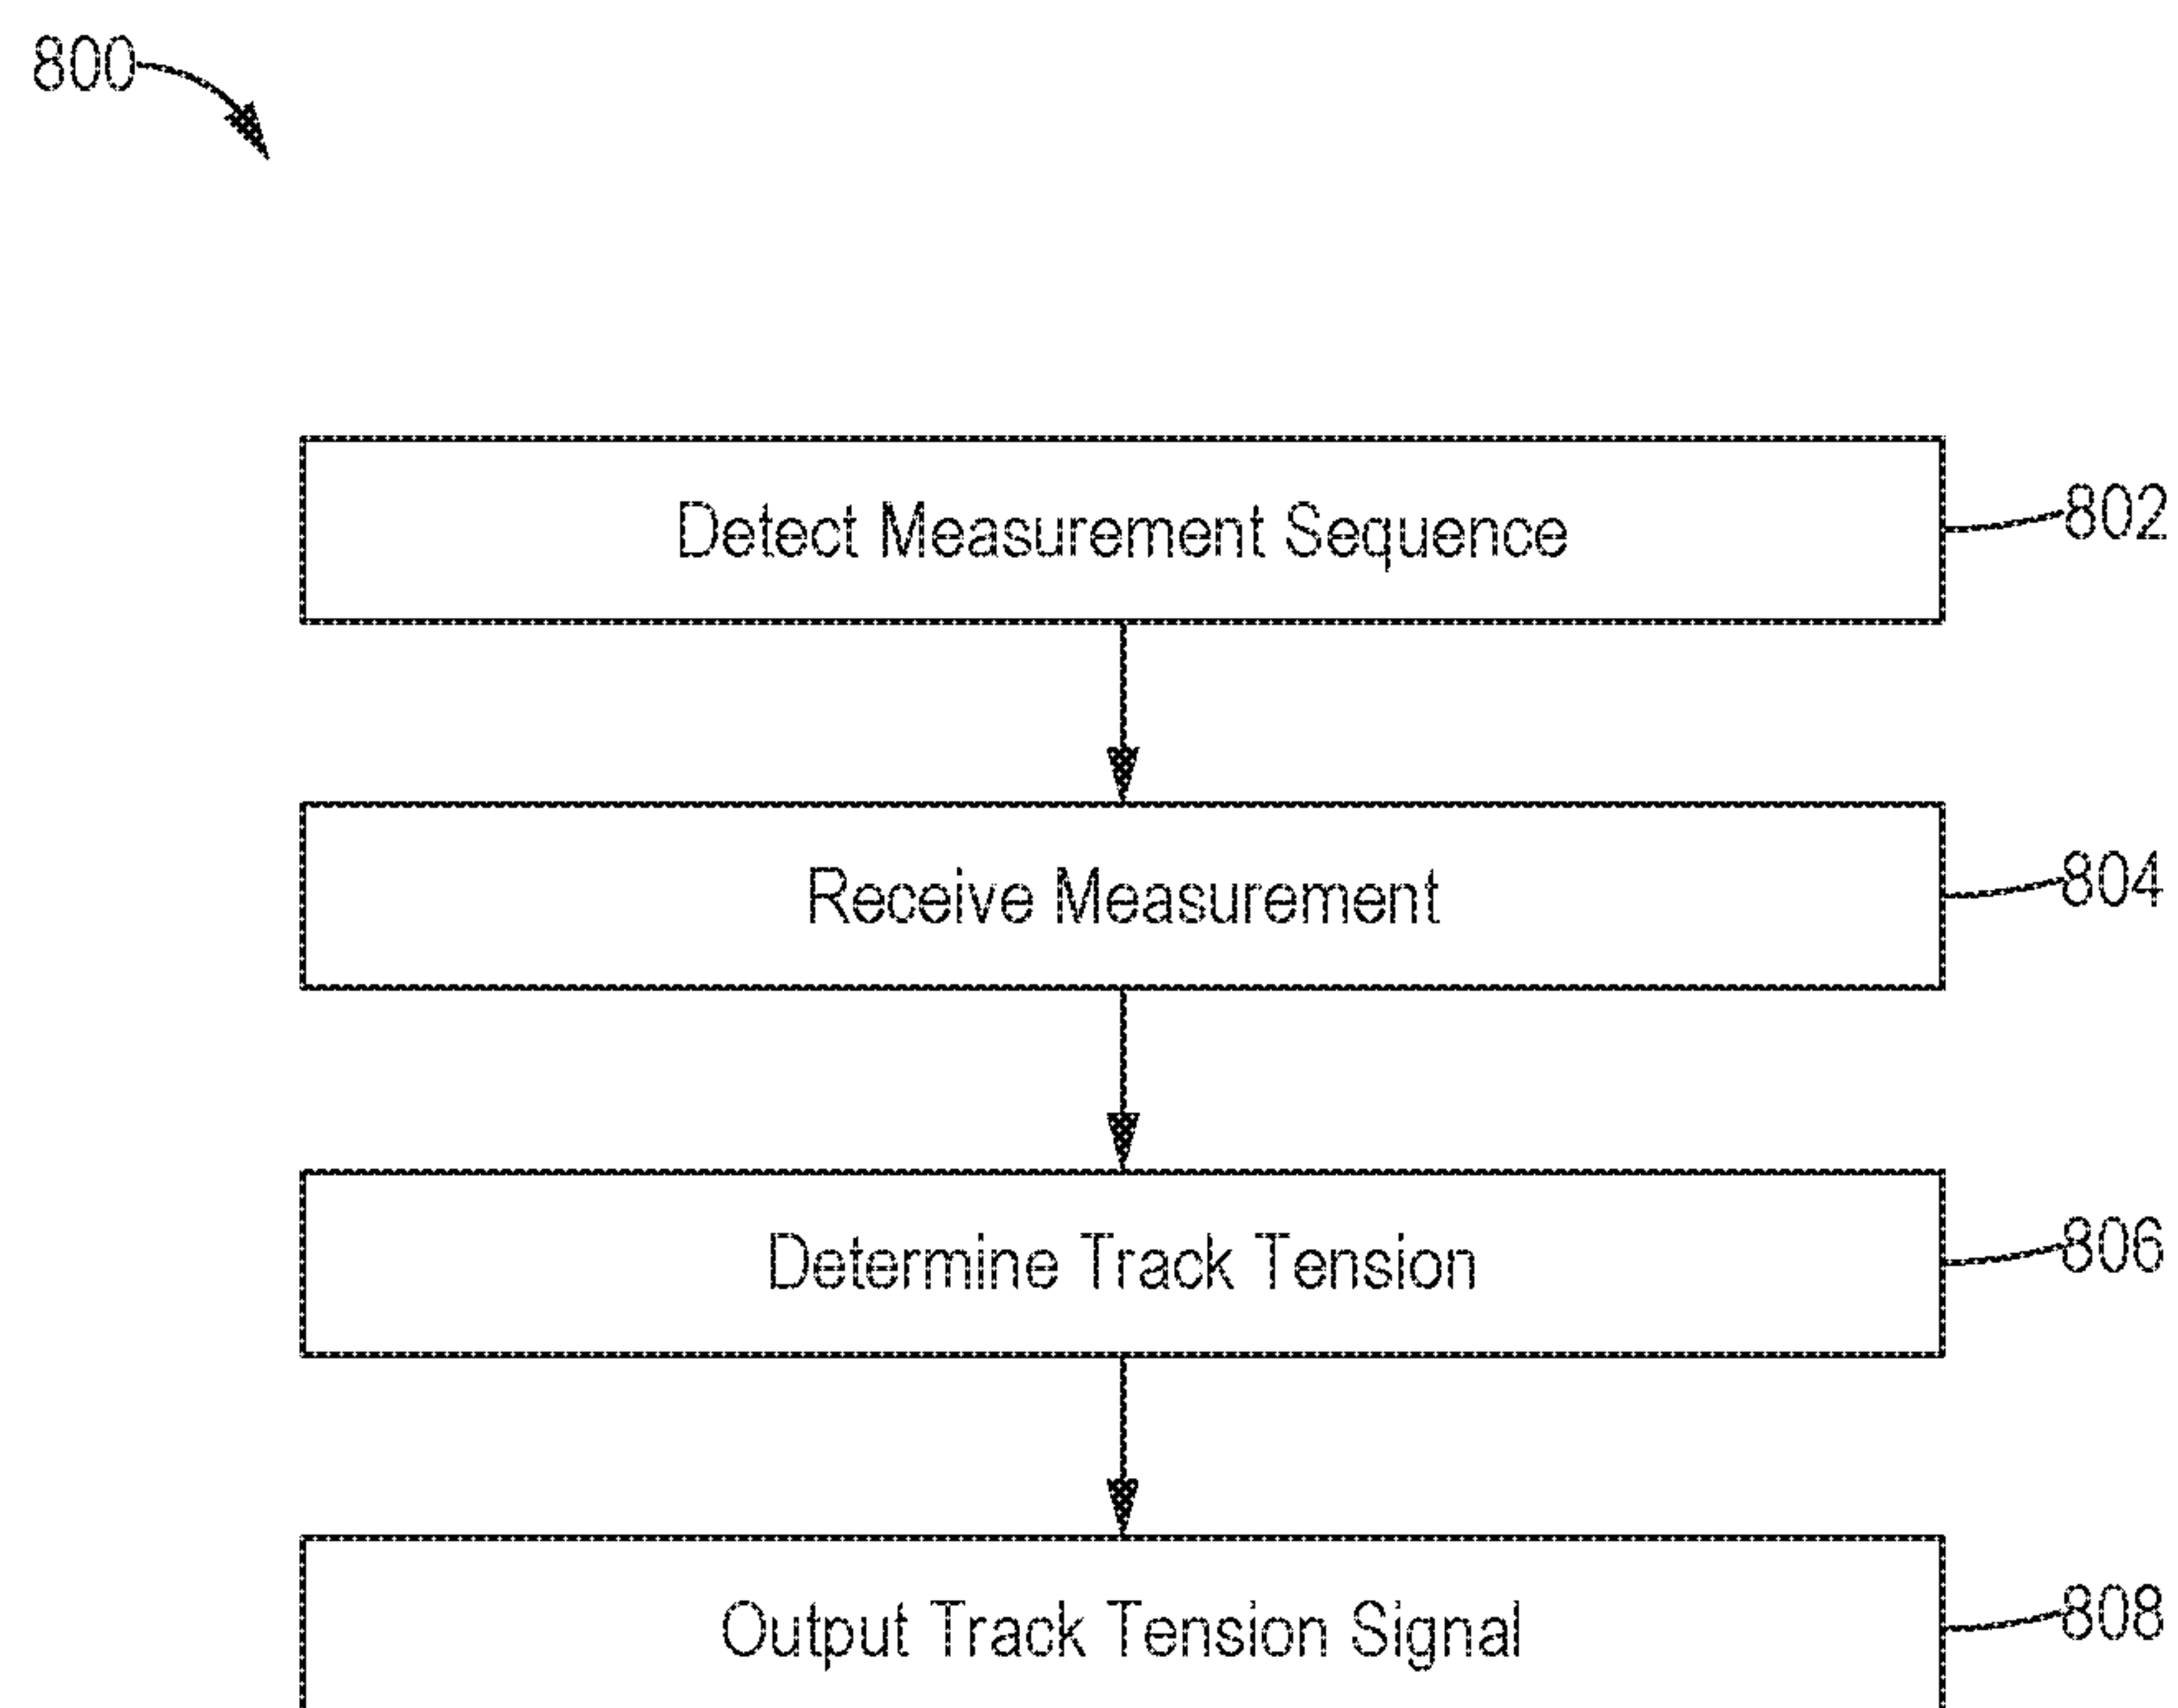 800
Detect Measurement Sequence
802
Receive Measurement
804
Determine Track Tension
806
Output Track Tension Signal
808